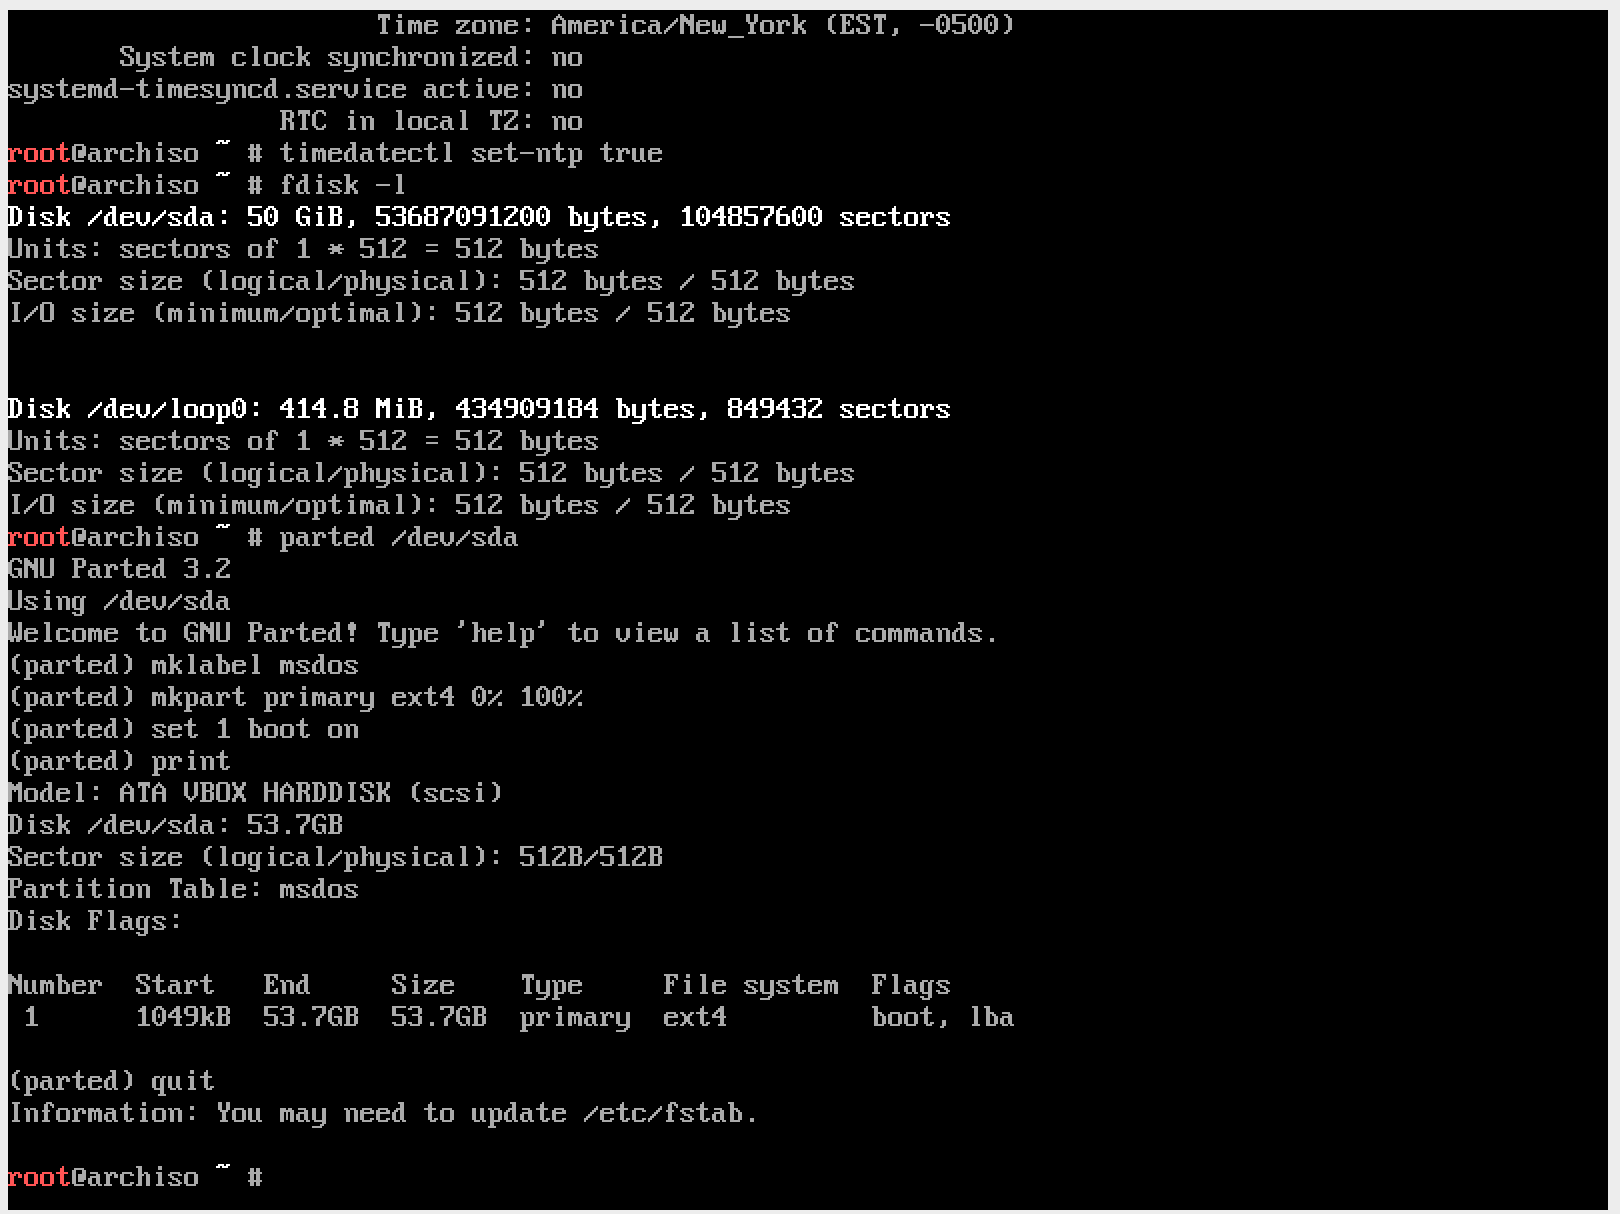 Time zone: America/New_York (EST, -0500)
System clock synchronized: no
systemd-timesyncd.service active: no
RTC in local TZ: no
root@archiso ~ # timedatectl set-ntp true
root@archiso ~ # fdisk -l
Disk /dev/sda: 50 GiB, 53687091200 bytes, 104857600 sectors
Units: sectors of 1 * 512 = 512 bytes
Sector size (logical/physical): 512 bytes / 512 bytes
I/O size (minimum/optimal): 512 bytes / 512 bytes
Disk /dev/loop0: 414.8 MiB, 434909184 bytes, 849432 sectors
Units: sectors of 1 * 512 = 512 bytes
Sector size (logical/physical): 512 bytes / 512 bytes
I/O size (minimum/optimal): 512 bytes / 512 bytes
root@archiso ~ # parted /dev/sda
GNU Parted 3.2
Using /dev/sda
Welcome to GNU Parted! Type 'help' to view a list of commands.
(parted) mklabel msdos
(parted) mkpart primary ext4 0% 100%
(parted) set 1 boot on
(parted) print
Model: ATA VBOX HARDDISK (scsi)
Disk /dev/sda: 53.7GB
Sector size (logical/physical): 512B/512B
Partition Table: msdos
Disk Flags:
Number  Start   End     Size    Type     File system  Flags
 1      1049kB  53.7GB  53.7GB  primary  ext4         boot, lba
(parted) quit
Information: You may need to update /etc/fstab.
root@archiso ~ #